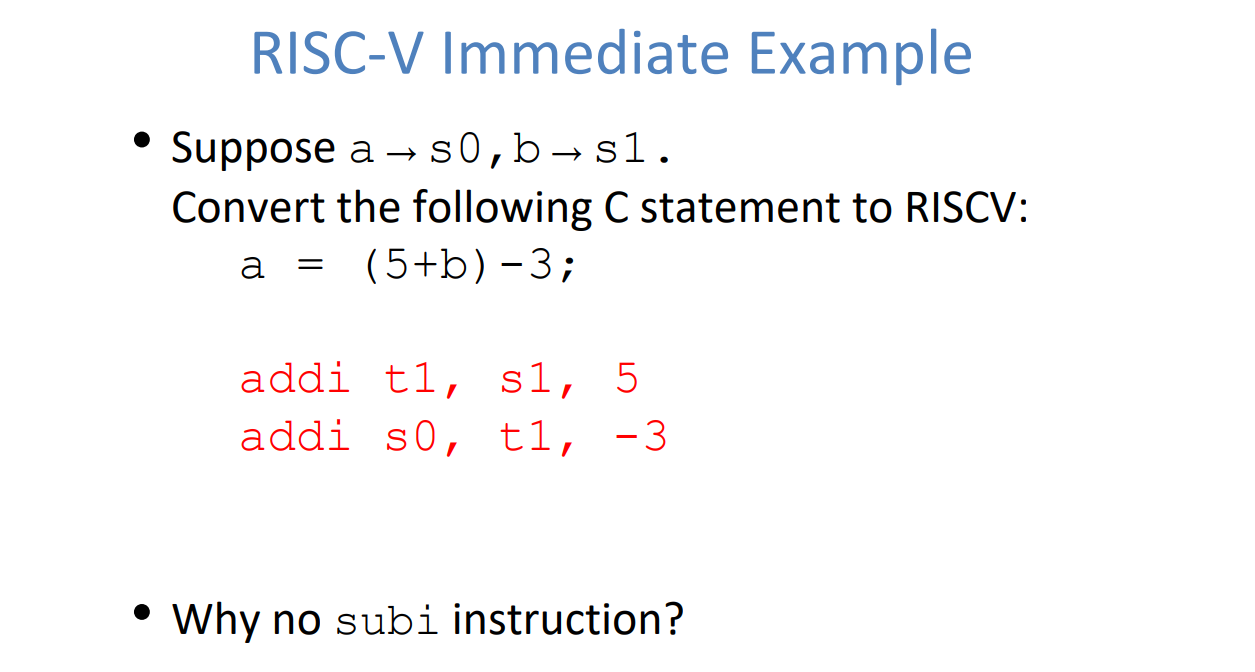 RISC-V Immediate Example
• Suppose a→s0,b→s1.
Convert the following C statement to RISCV:
a = (5+b)-3;
addi t1, s1, 5
addi s0, t1, -3
• Why no subi instruction?